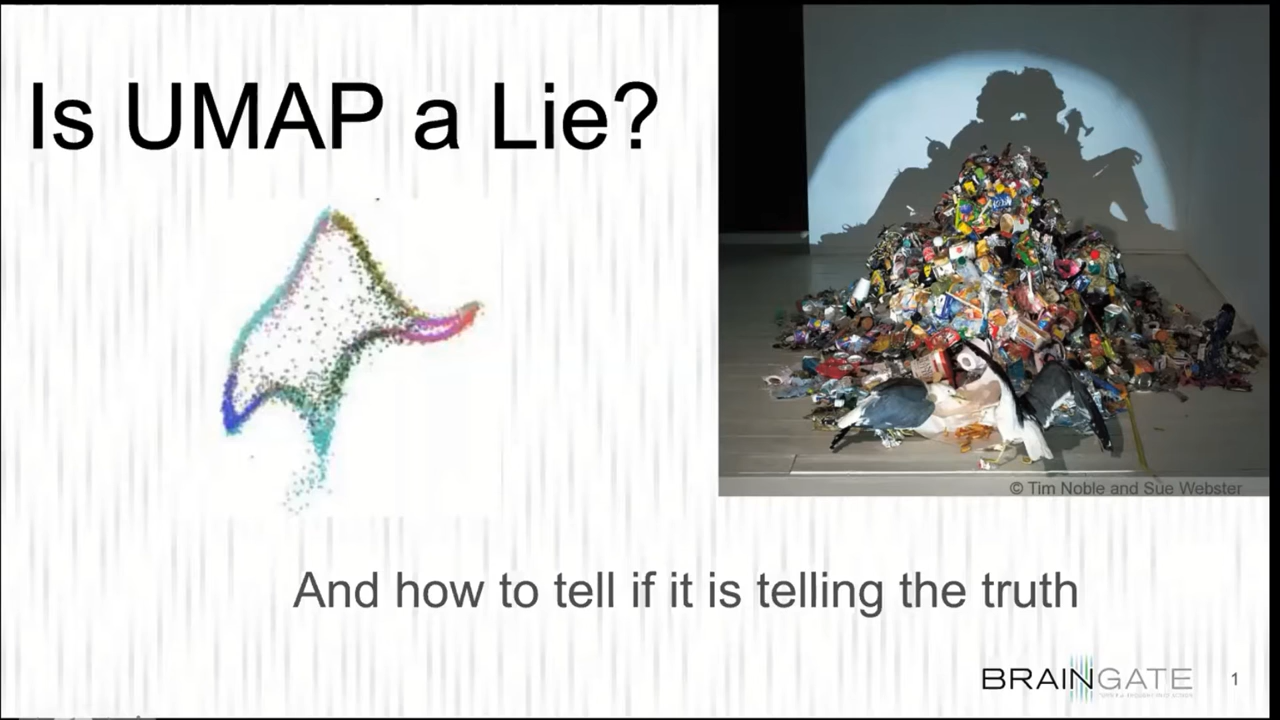 Is UMAP a Lie?
© Tim Noble and Sue Webster
And how to tell if it is telling the truth
BRAINGATE
1